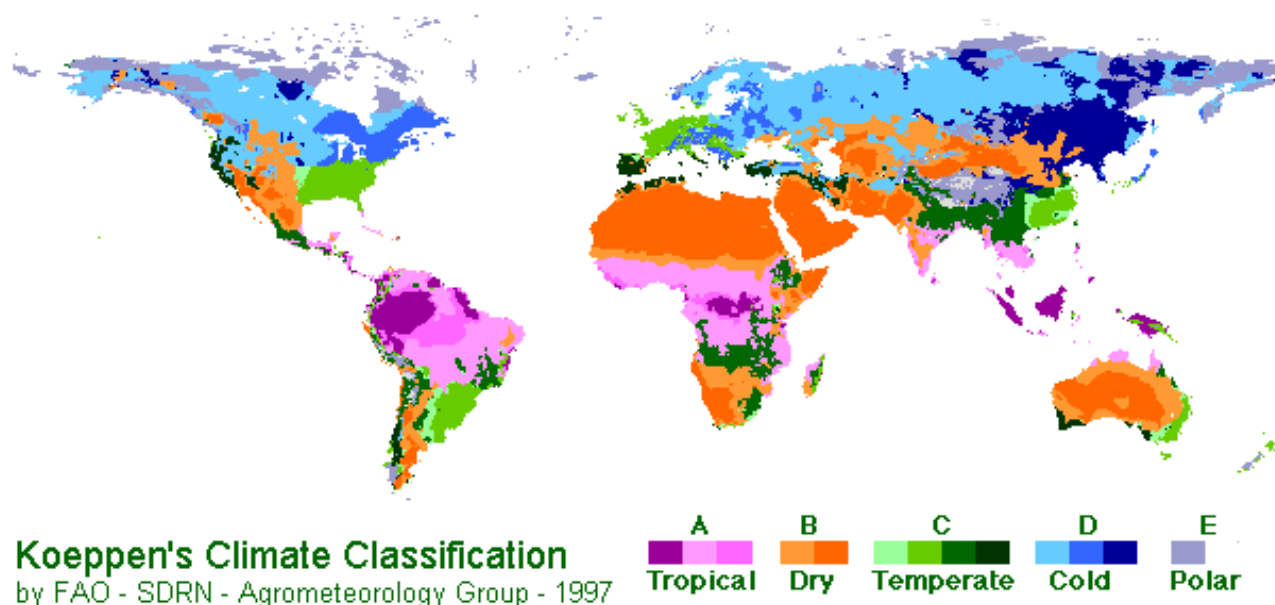 Koeppen's Climate Classification
by FAO - SDRN - Agrometeorology Group - 1997
A B C D E
Tropical Dry Temperate Cold Polar